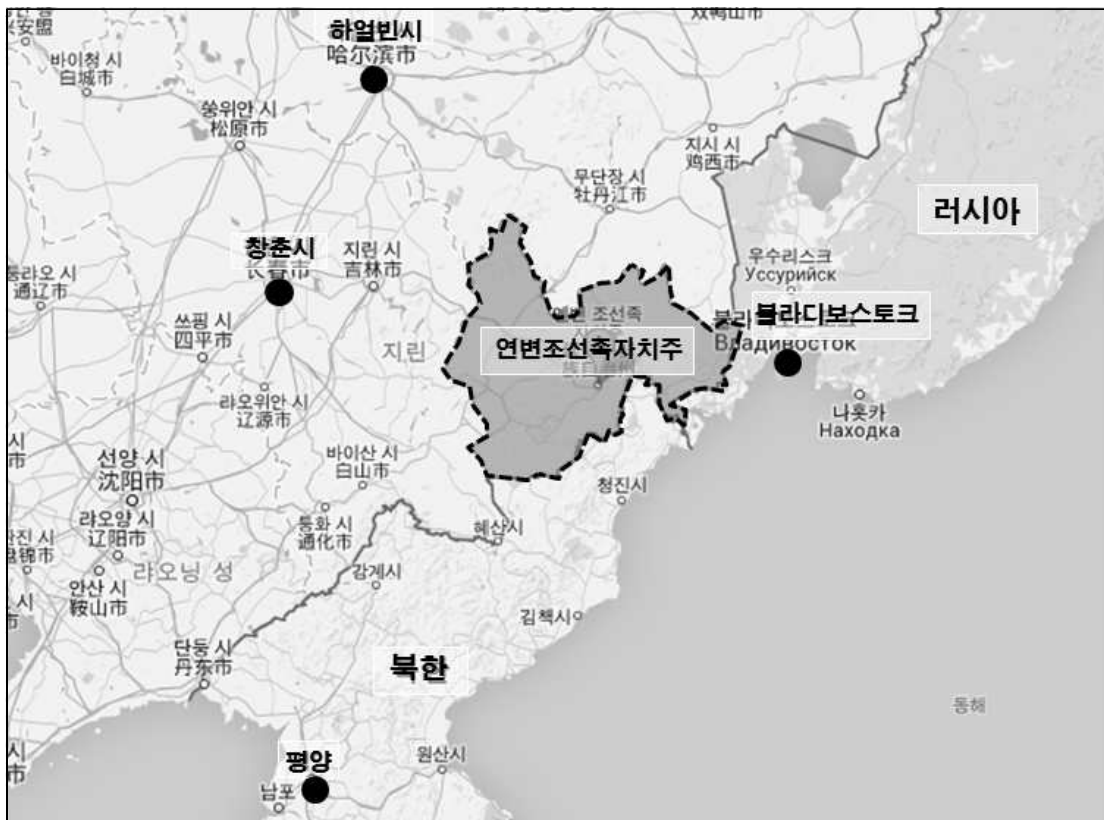 双鸭山市
하얼빈시
哈尔滨市
바이청 시
白城市
쑹위안 시
松原市
지시 시
鸡西市
무단장 시
牡丹江市
러시아
창춘시
长春市
지린 시
吉林市
우수리스크
Уссурийск
通辽市
쓰핑 시
四平市
지린
연변조선족자치주
블라디보스토크
Владивосток
랴오위안 시
辽源市
나홋카
Находка
선양 시
沈阳市
바이산 시
白山市
청진시
랴오양 시
辽阳市
퉁화 시
通化市
혜산시
랴오닝 성
안산 시
鞍山市
강계시
김책시
단둥 시
丹东市
북한
동해
평양
원산시
남포